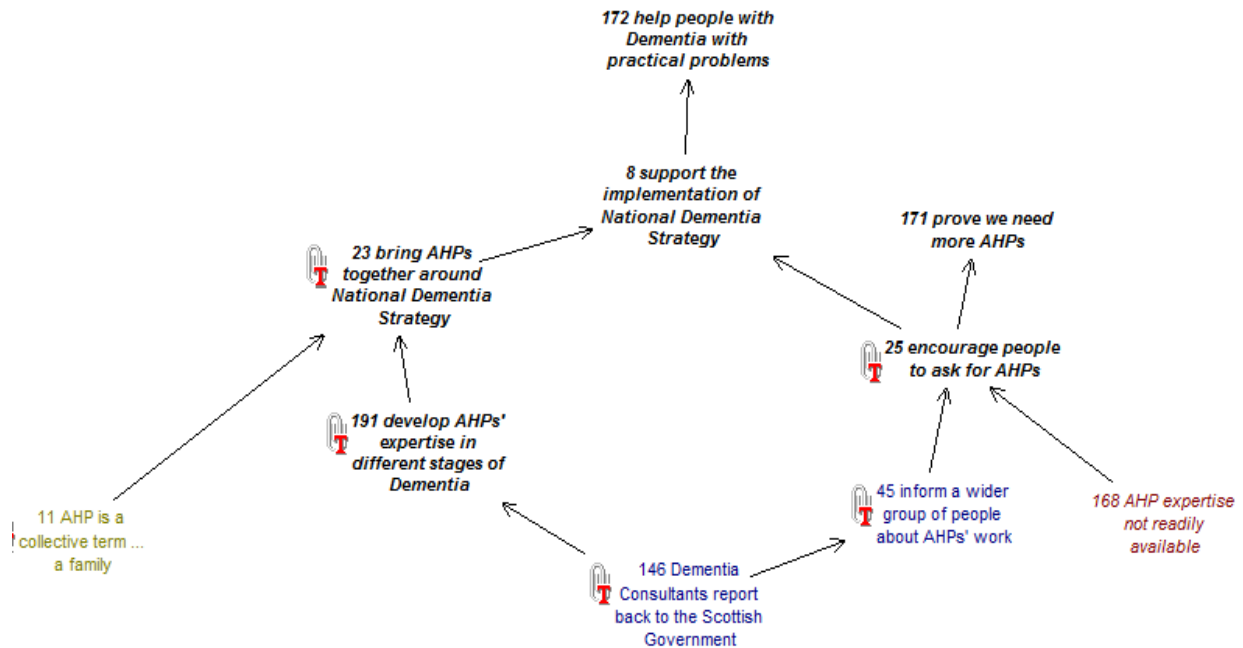 172 help people with
Dementia with
practical problems
8 support the
implementation of
National Dementia
Strategy
171 prove we need
more AHPs
23 bring AHPs
together around
National Dementia
Strategy
25 encourage people
to ask for AHPs
191 develop AHPs'
expertise in
different stages of
Dementia
45 inform a wider
group of people
about AHPs' work
168 AHP expertise
not readily
available
11 AHP is a
collective term ...
a family
146 Dementia
Consultants report
back to the Scottish
Government
T
T
T
T
T
T